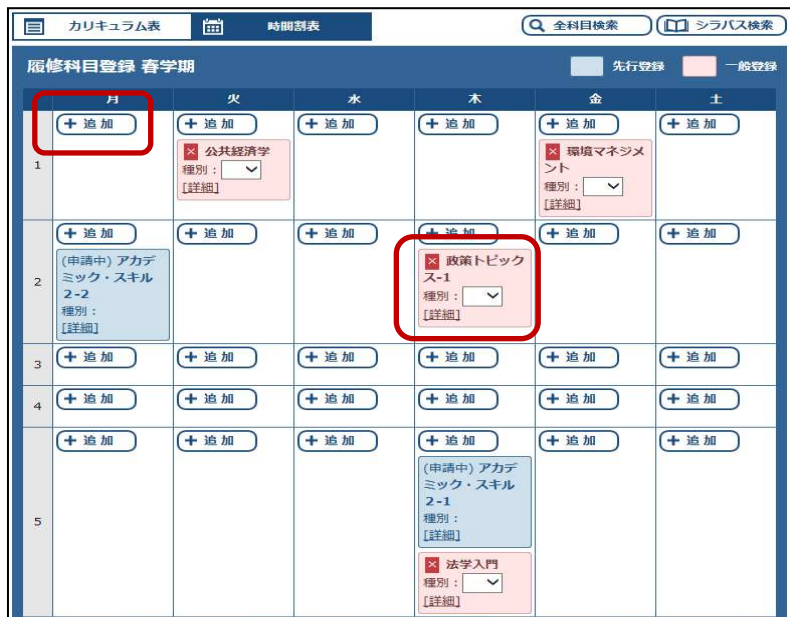 カリキュラム表 時間割表 全科目検索 シラバス検索
履修科目登録 春学期 先行登録 一般登録
月 火 水 木 金 土
1
+ 追加 + 追加 + 追加 + 追加 + 追加 + 追加
× 公共経済学
種別：
[詳細]
× 環境マネジメ
ント
種別：
[詳細]
2
+ 追加 + 追加 + 追加 + 追加 + 追加 + 追加
(申請中) アカデ
ミック・スキル
2-2
種別：
[詳細]
× 政策トピック
ス-1
種別：
[詳細]
3
+ 追加 + 追加 + 追加 + 追加 + 追加 + 追加
4
+ 追加 + 追加 + 追加 + 追加 + 追加 + 追加
5
+ 追加 + 追加 + 追加 + 追加 + 追加 + 追加
(申請中) アカデ
ミック・スキル
2-1
種別：
[詳細]
× 法学入門
種別：
[詳細]